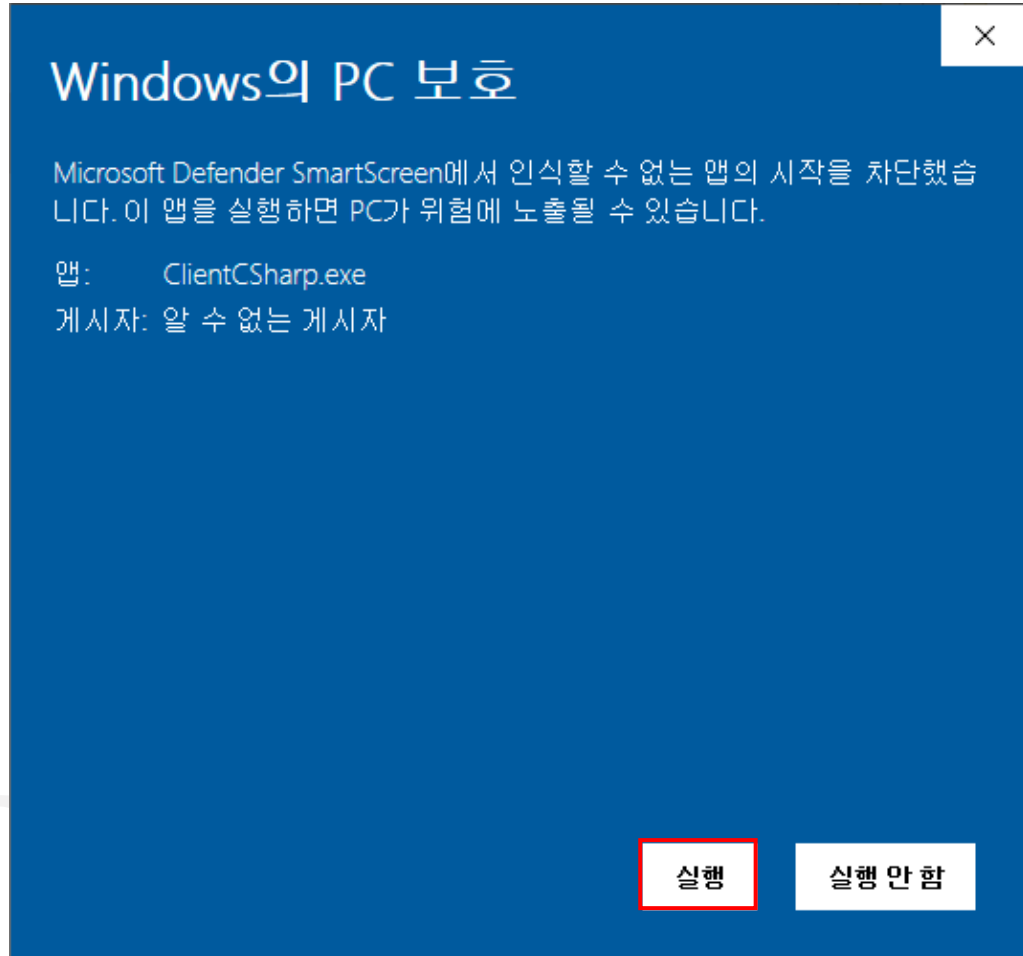 Windows의 PC 보호
Microsoft Defender SmartScreen에서 인식할 수 없는 앱의 시작을 차단했습
니다. 이 앱을 실행하면 PC가 위험에 노출될 수 있습니다.
앱: ClientCSharp.exe
게시자: 알 수 없는 게시자
실행 실행 안 함